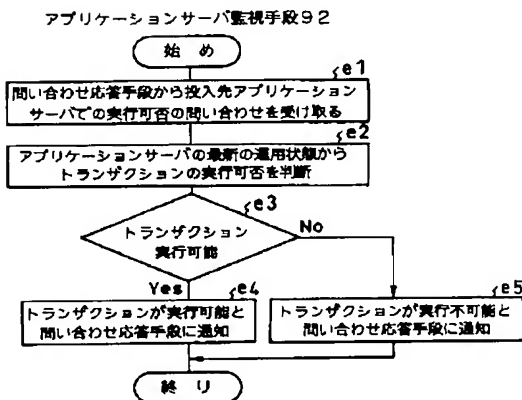 アプリケーションサーバ監視手段92
始め
e1
問い合わせ応答手段から投入先アプリケーション
サーバでの実行可否の問い合わせを受け取る
e2
アプリケーションサーバの最新の運用状態から
トランザクションの実行可否を判断
e3
トランザクション
実行可能
No
Yes
e4
e5
トランザクションが実行可能と
問い合わせ応答手段に通知
トランザクションが実行不可能と
問い合わせ応答手段に通知
終り